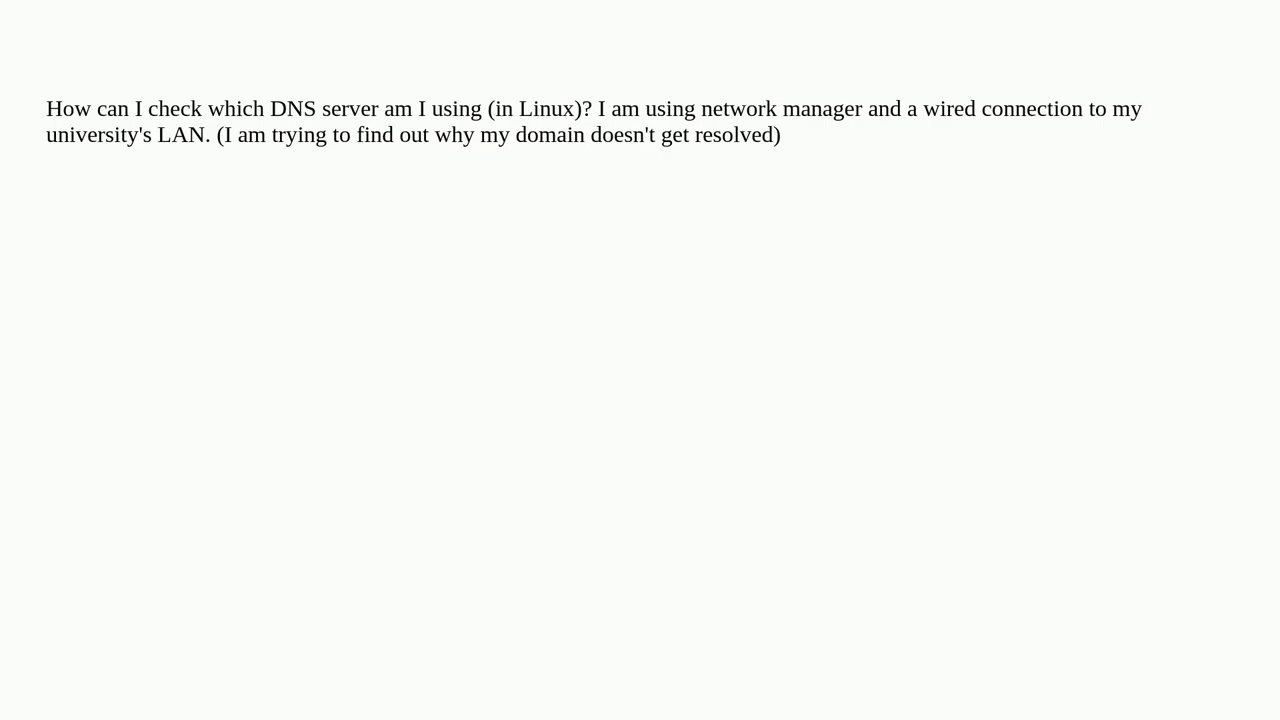 How can I check which DNS server am I using (in Linux)? I am using network manager and a wired connection to my
university's LAN. (I am trying to find out why my domain doesn't get resolved)